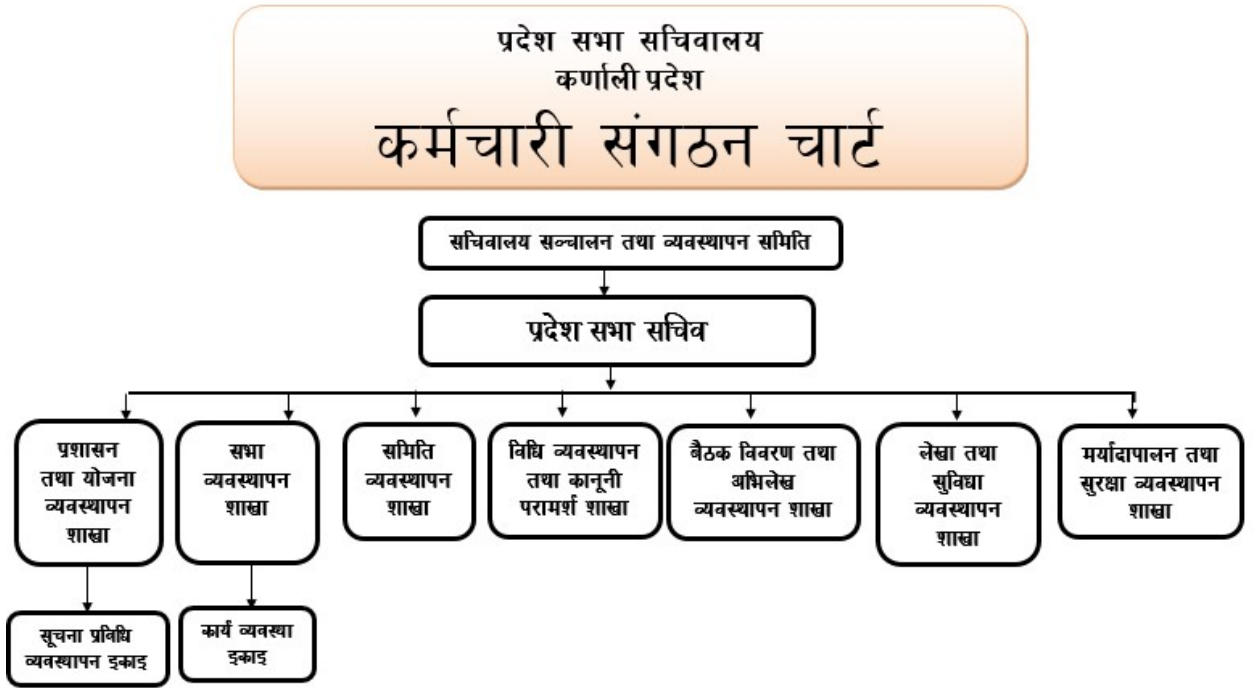 प्रदेश सभा सचिवालय
कर्णाली प्रदेश
कर्मचारी संगठन चार्ट
सचिवालय सञ्चालन तथा व्यवस्थापन समिति
प्रदेश सभा सचिव
प्रशासन
तथा योजना
व्यवस्थापन
शाखा
सभा
व्यवस्थापन
शाखा
समिति
व्यवस्थापन
शाखा
विधि व्यवस्थापन
तथा कानूनी
परामर्श शाखा
बैठक विवरण तथा
अभिलेख
व्यवस्थापन शाखा
लेखा तथा
सुविधा
व्यवस्थापन
शाखा
मर्यादापालन तथा
सुरक्षा व्यवस्थापन
शाखा
सूचना प्रविधि
व्यवस्थापन इकाइ
कार्य व्यवस्था
इकाइ